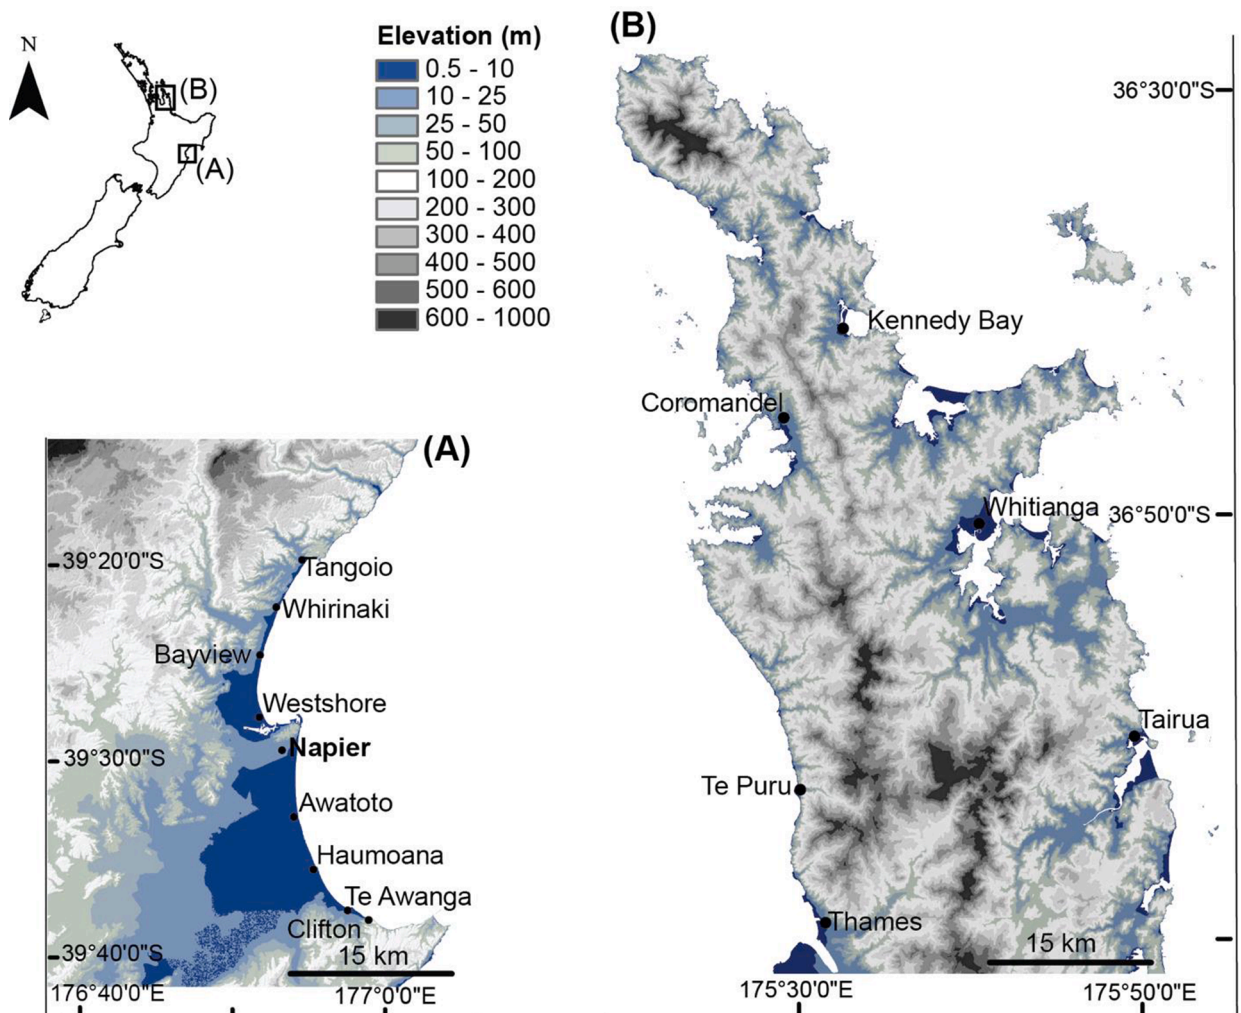 N
(B)
(A)
Elevation (m)
0.5 - 10
10 - 25
25 - 50
50 - 100
100 - 200
200 - 300
300 - 400
400 - 500
500 - 600
600 - 1000
(B)
36°30'0"S
Kennedy Bay
Coromandel
Whitianga
36°50'0"S
Tairua
Te Puru
Thames
15 km
175°30'0"E
175°50'0"E
(A)
39°20'0"S
Tangoio
Whirinaki
Bayview
Westshore
Napier
39°30'0"S
Awatoto
Haumoana
Te Awanga
Clifton
39°40'0"S
15 km
176°40'0"E
177°0'0"E